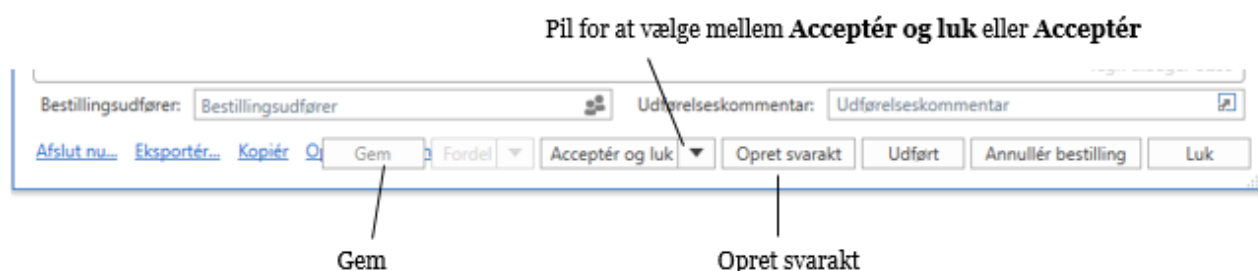 Pil for at vælge mellem Acceptér og luk eller Acceptér
Bestillingsudfører: Bestillingsudfører Udførelseskommentar: Udførelseskommentar
Afslut nu... Eksportér... Kopiér Gem Fordel Acceptér og luk Opret svarakt Udført Annullér bestilling Luk
Gem Opret svarakt